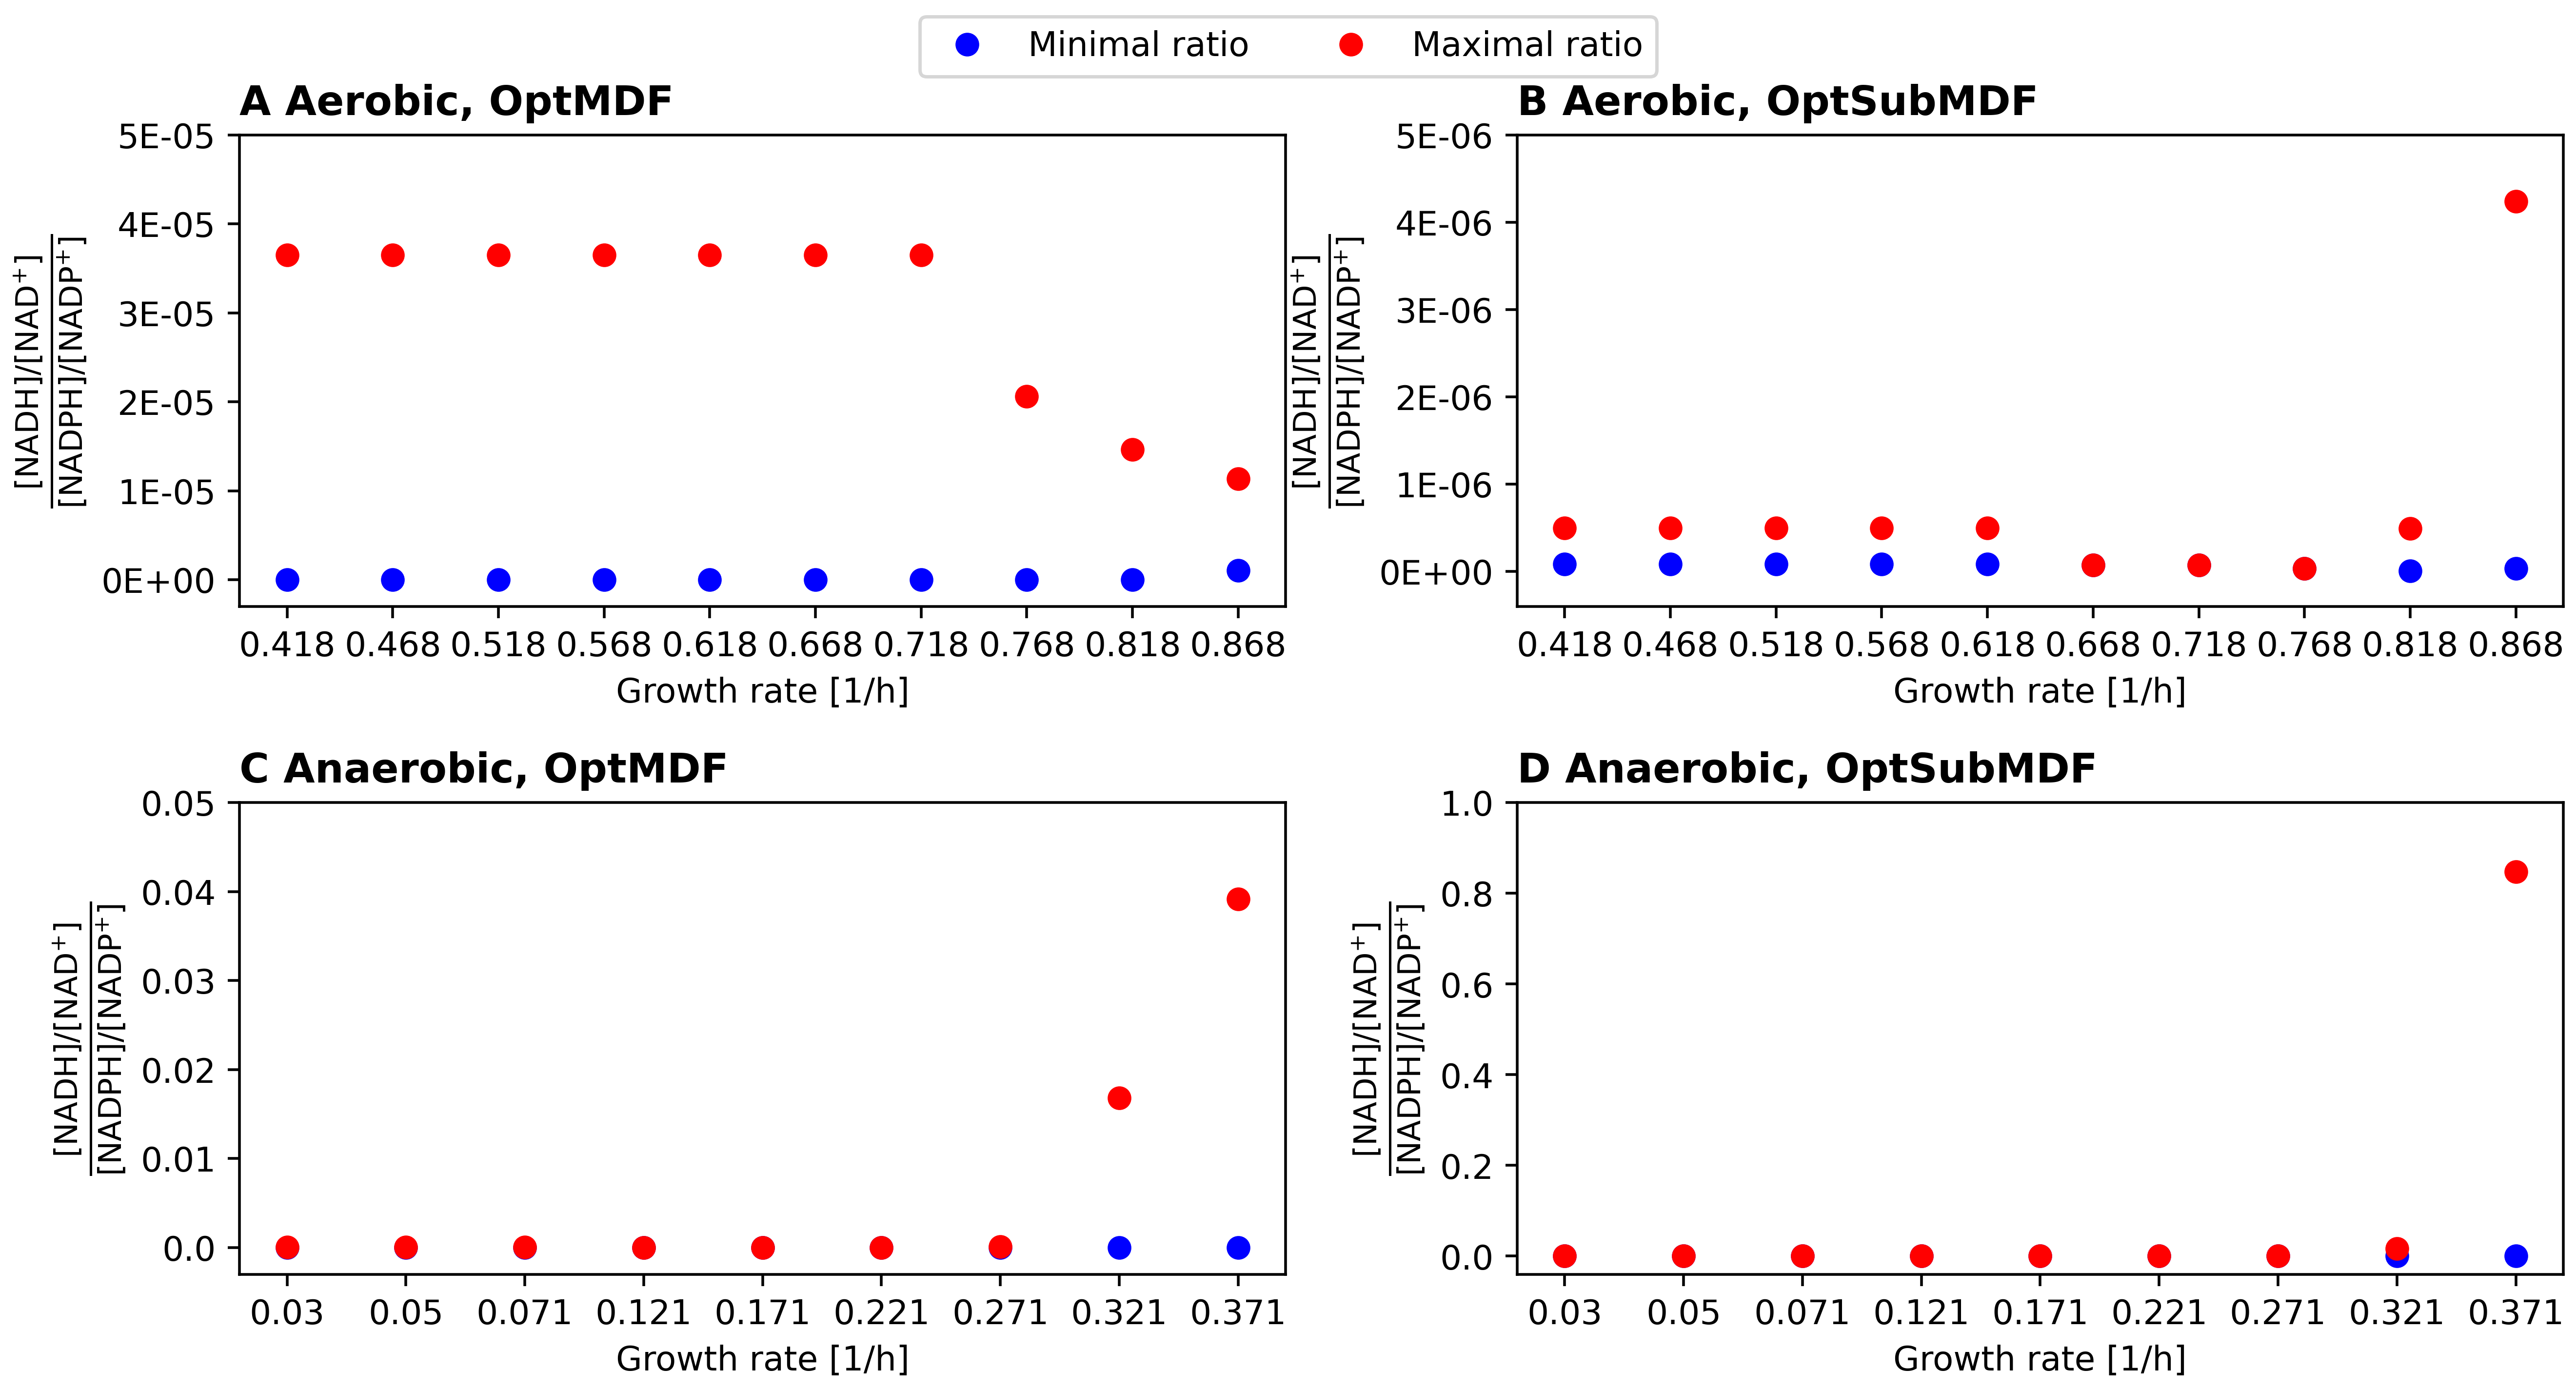 Minimal ratio Maximal ratio
A Aerobic, OptMDF
[NADH]/[NAD⁺]
[NADPH]/[NADP⁺]
5E-05
4E-05
3E-05
2E-05
1E-05
0E+00
0.418 0.468 0.518 0.568 0.618 0.668 0.718 0.768 0.818 0.868
Growth rate [1/h]
B Aerobic, OptSubMDF
[NADH]/[NAD⁺]
[NADPH]/[NADP⁺]
5E-06
4E-06
3E-06
2E-06
1E-06
0E+00
0.418 0.468 0.518 0.568 0.618 0.668 0.718 0.768 0.818 0.868
Growth rate [1/h]
C Anaerobic, OptMDF
[NADH]/[NAD⁺]
[NADPH]/[NADP⁺]
0.05
0.04
0.03
0.02
0.01
0.0
0.03 0.05 0.071 0.121 0.171 0.221 0.271 0.321 0.371
Growth rate [1/h]
D Anaerobic, OptSubMDF
[NADH]/[NAD⁺]
[NADPH]/[NADP⁺]
1.0
0.8
0.6
0.4
0.2
0.0
0.03 0.05 0.071 0.121 0.171 0.221 0.271 0.321 0.371
Growth rate [1/h]